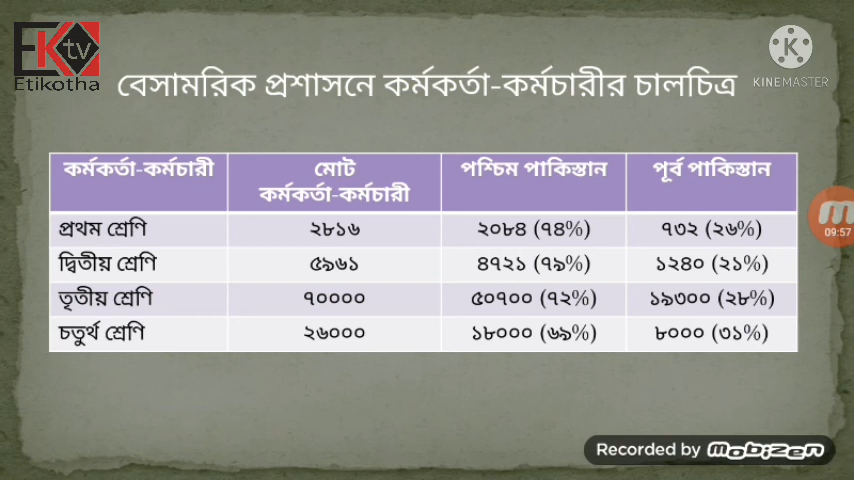 EKtv
Etikotha
K
KINEMASTER
বেসামরিক প্রশাসনে কর্মকর্তা-কর্মচারীর চালচিত্র
কর্মকর্তা-কর্মচারী মোট কর্মকর্তা-কর্মচারী পশ্চিম পাকিস্তান পূর্ব পাকিস্তান
প্রথম শ্রেণি ২৮১৬ ২০৮৪ (৭৪%) ৭৩২ (২৬%)
দ্বিতীয় শ্রেণি ৫৯৬১ ৪৭২১ (৭৯%) ১২৪০ (২১%)
তৃতীয় শ্রেণি ৭০০০০ ৫০৭০০ (৭২%) ১৯৩০০ (২৮%)
চতুর্থ শ্রেণি ২৬০০০ ১৮০০০ (৬৯%) ৮০০০ (৩১%)
m
09:57
Recorded by Mobizen